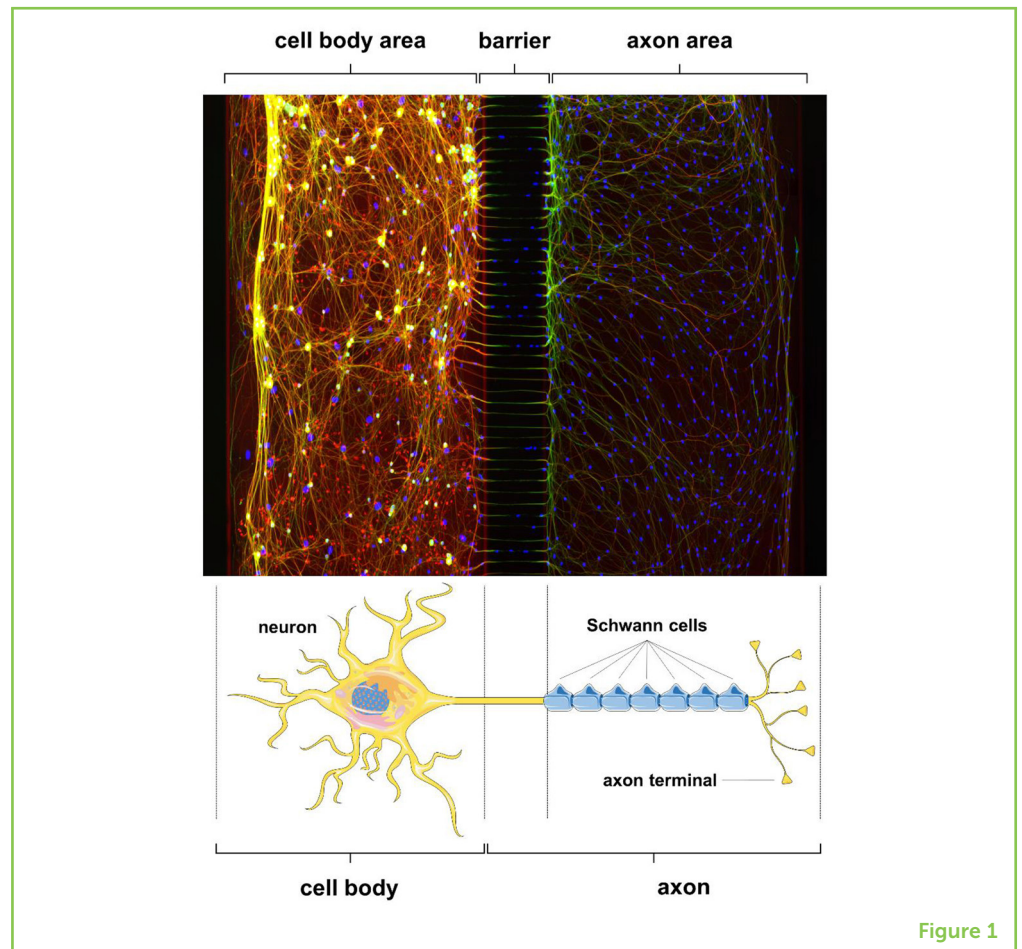 cell body area barrier axon area
neuron
Schwann cells
axon terminal
cell body axon
Figure 1